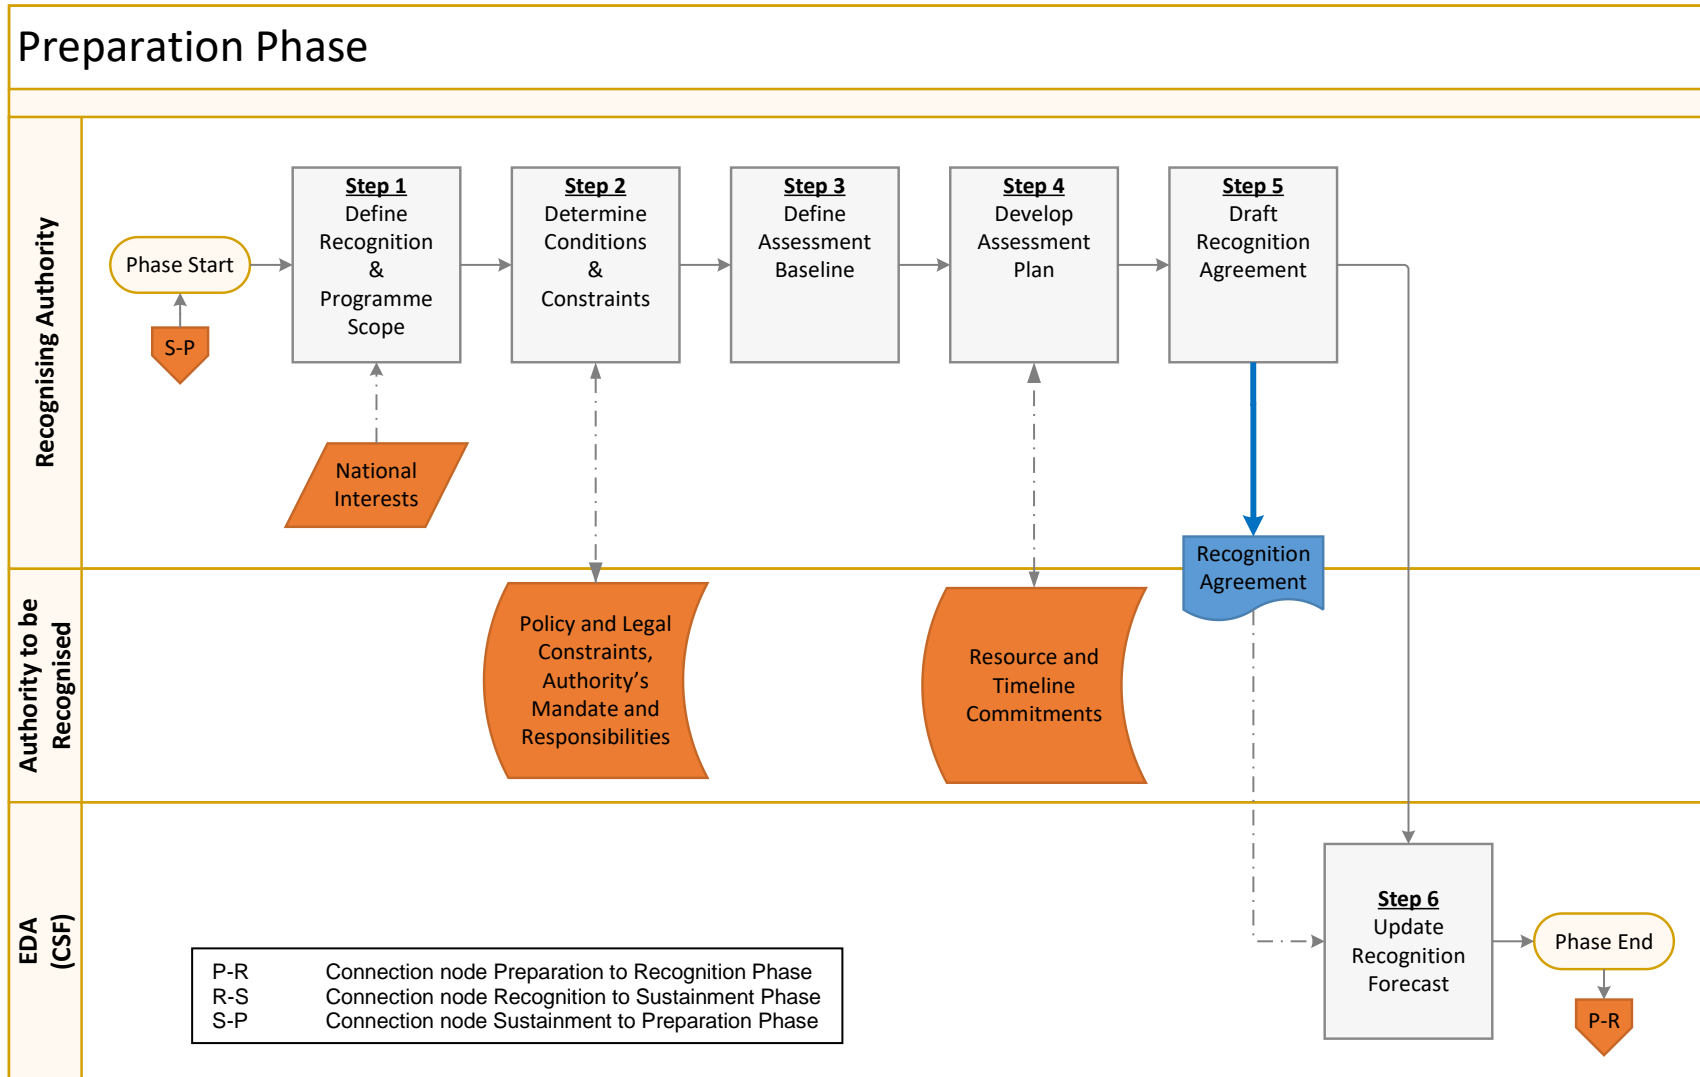 Preparation Phase
Recognising Authority
Phase Start
S-P
Step 1
Define
Recognition
&
Programme
Scope
Step 2
Determine
Conditions
&
Constraints
Step 3
Define
Assessment
Baseline
Step 4
Develop
Assessment
Plan
Step 5
Draft
Recognition
Agreement
National
Interests
Recognition
Agreement
Authority to be
Recognised
Policy and Legal
Constraints,
Authority’s
Mandate and
Responsibilities
Resource and
Timeline
Commitments
EDA
(CSF)
Step 6
Update
Recognition
Forecast
Phase End
P-R
P-R Connection node Preparation to Recognition Phase
R-S Connection node Recognition to Sustainment Phase
S-P Connection node Sustainment to Preparation Phase